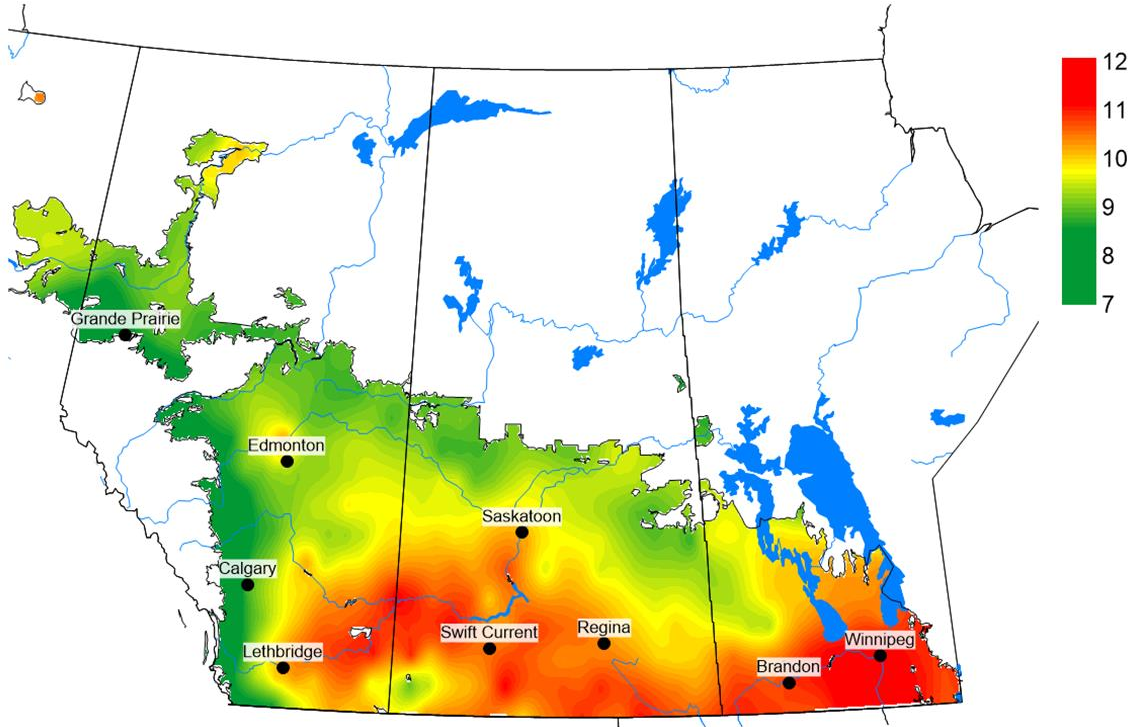 12
11
10
9
8
7
Grande Prairie
Edmonton
Saskatoon
Calgary
Swift Current
Regina
Lethbridge
Winnipeg
Brandon